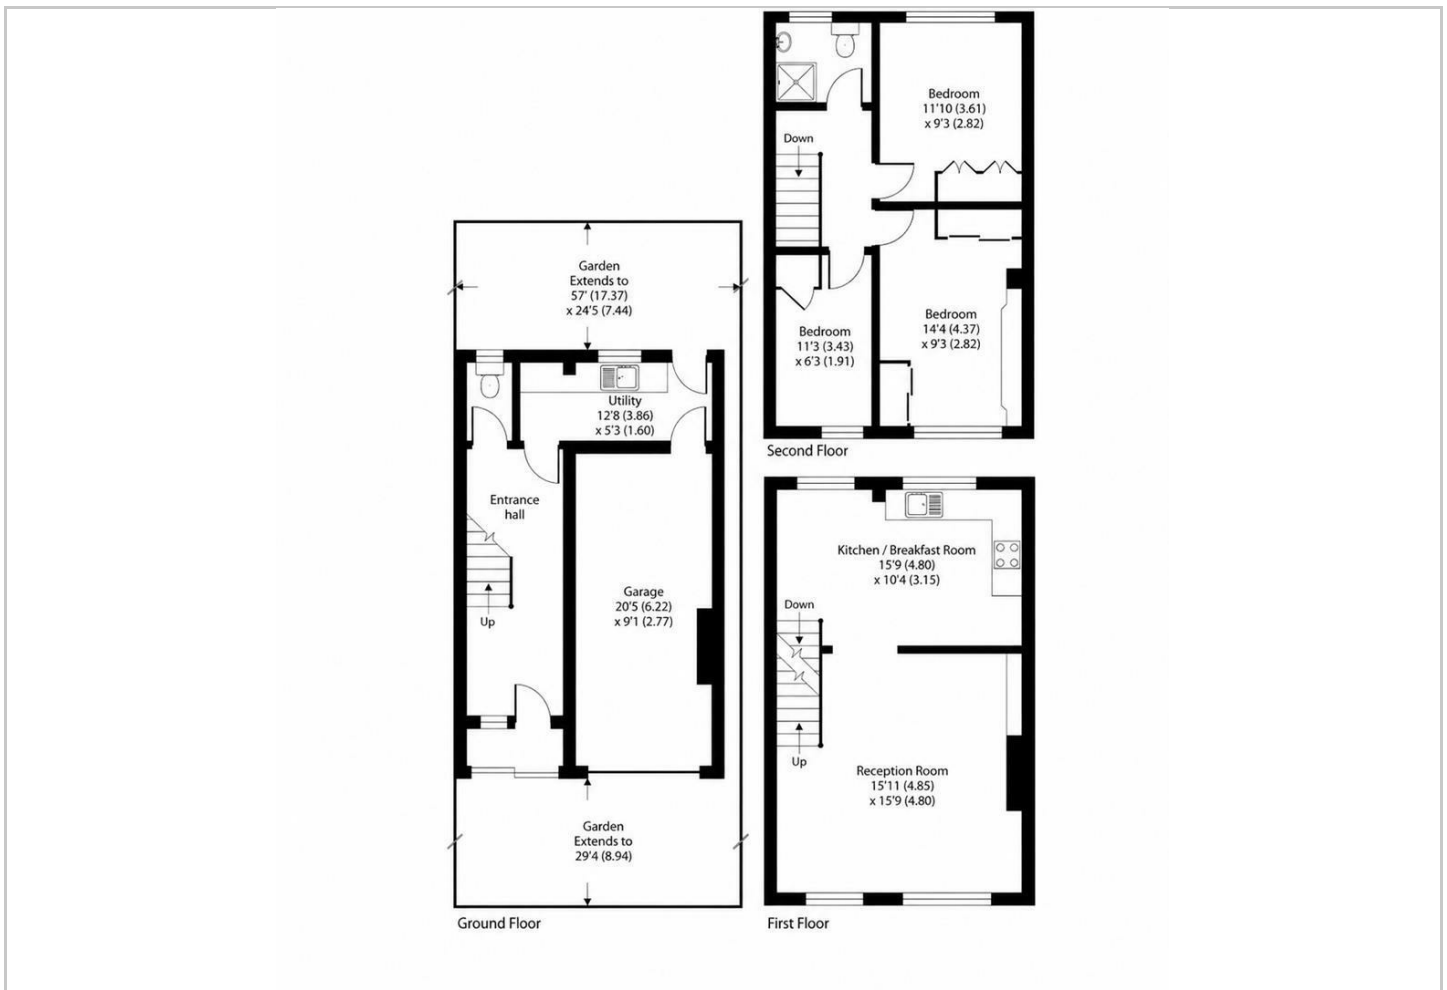 Bedroom
11'10 (3.61)
x 9'3 (2.82)
Down
Bedroom
14'4 (4.37)
x 9'3 (2.82)
Bedroom
11'3 (3.43)
x 6'3 (1.91)
Second Floor
Garden
Extends to
57' (17.37)
x 24'5 (7.44)
Utility
12'8 (3.86)
x 5'3 (1.60)
Entrance
hall
Up
Garage
20'5 (6.22)
x 9'1 (2.77)
Garden
Extends to
29'4 (8.94)
Ground Floor
Kitchen / Breakfast Room
15'9 (4.80)
x 10'4 (3.15)
Down
Up
Reception Room
15'11 (4.85)
x 15'9 (4.80)
First Floor